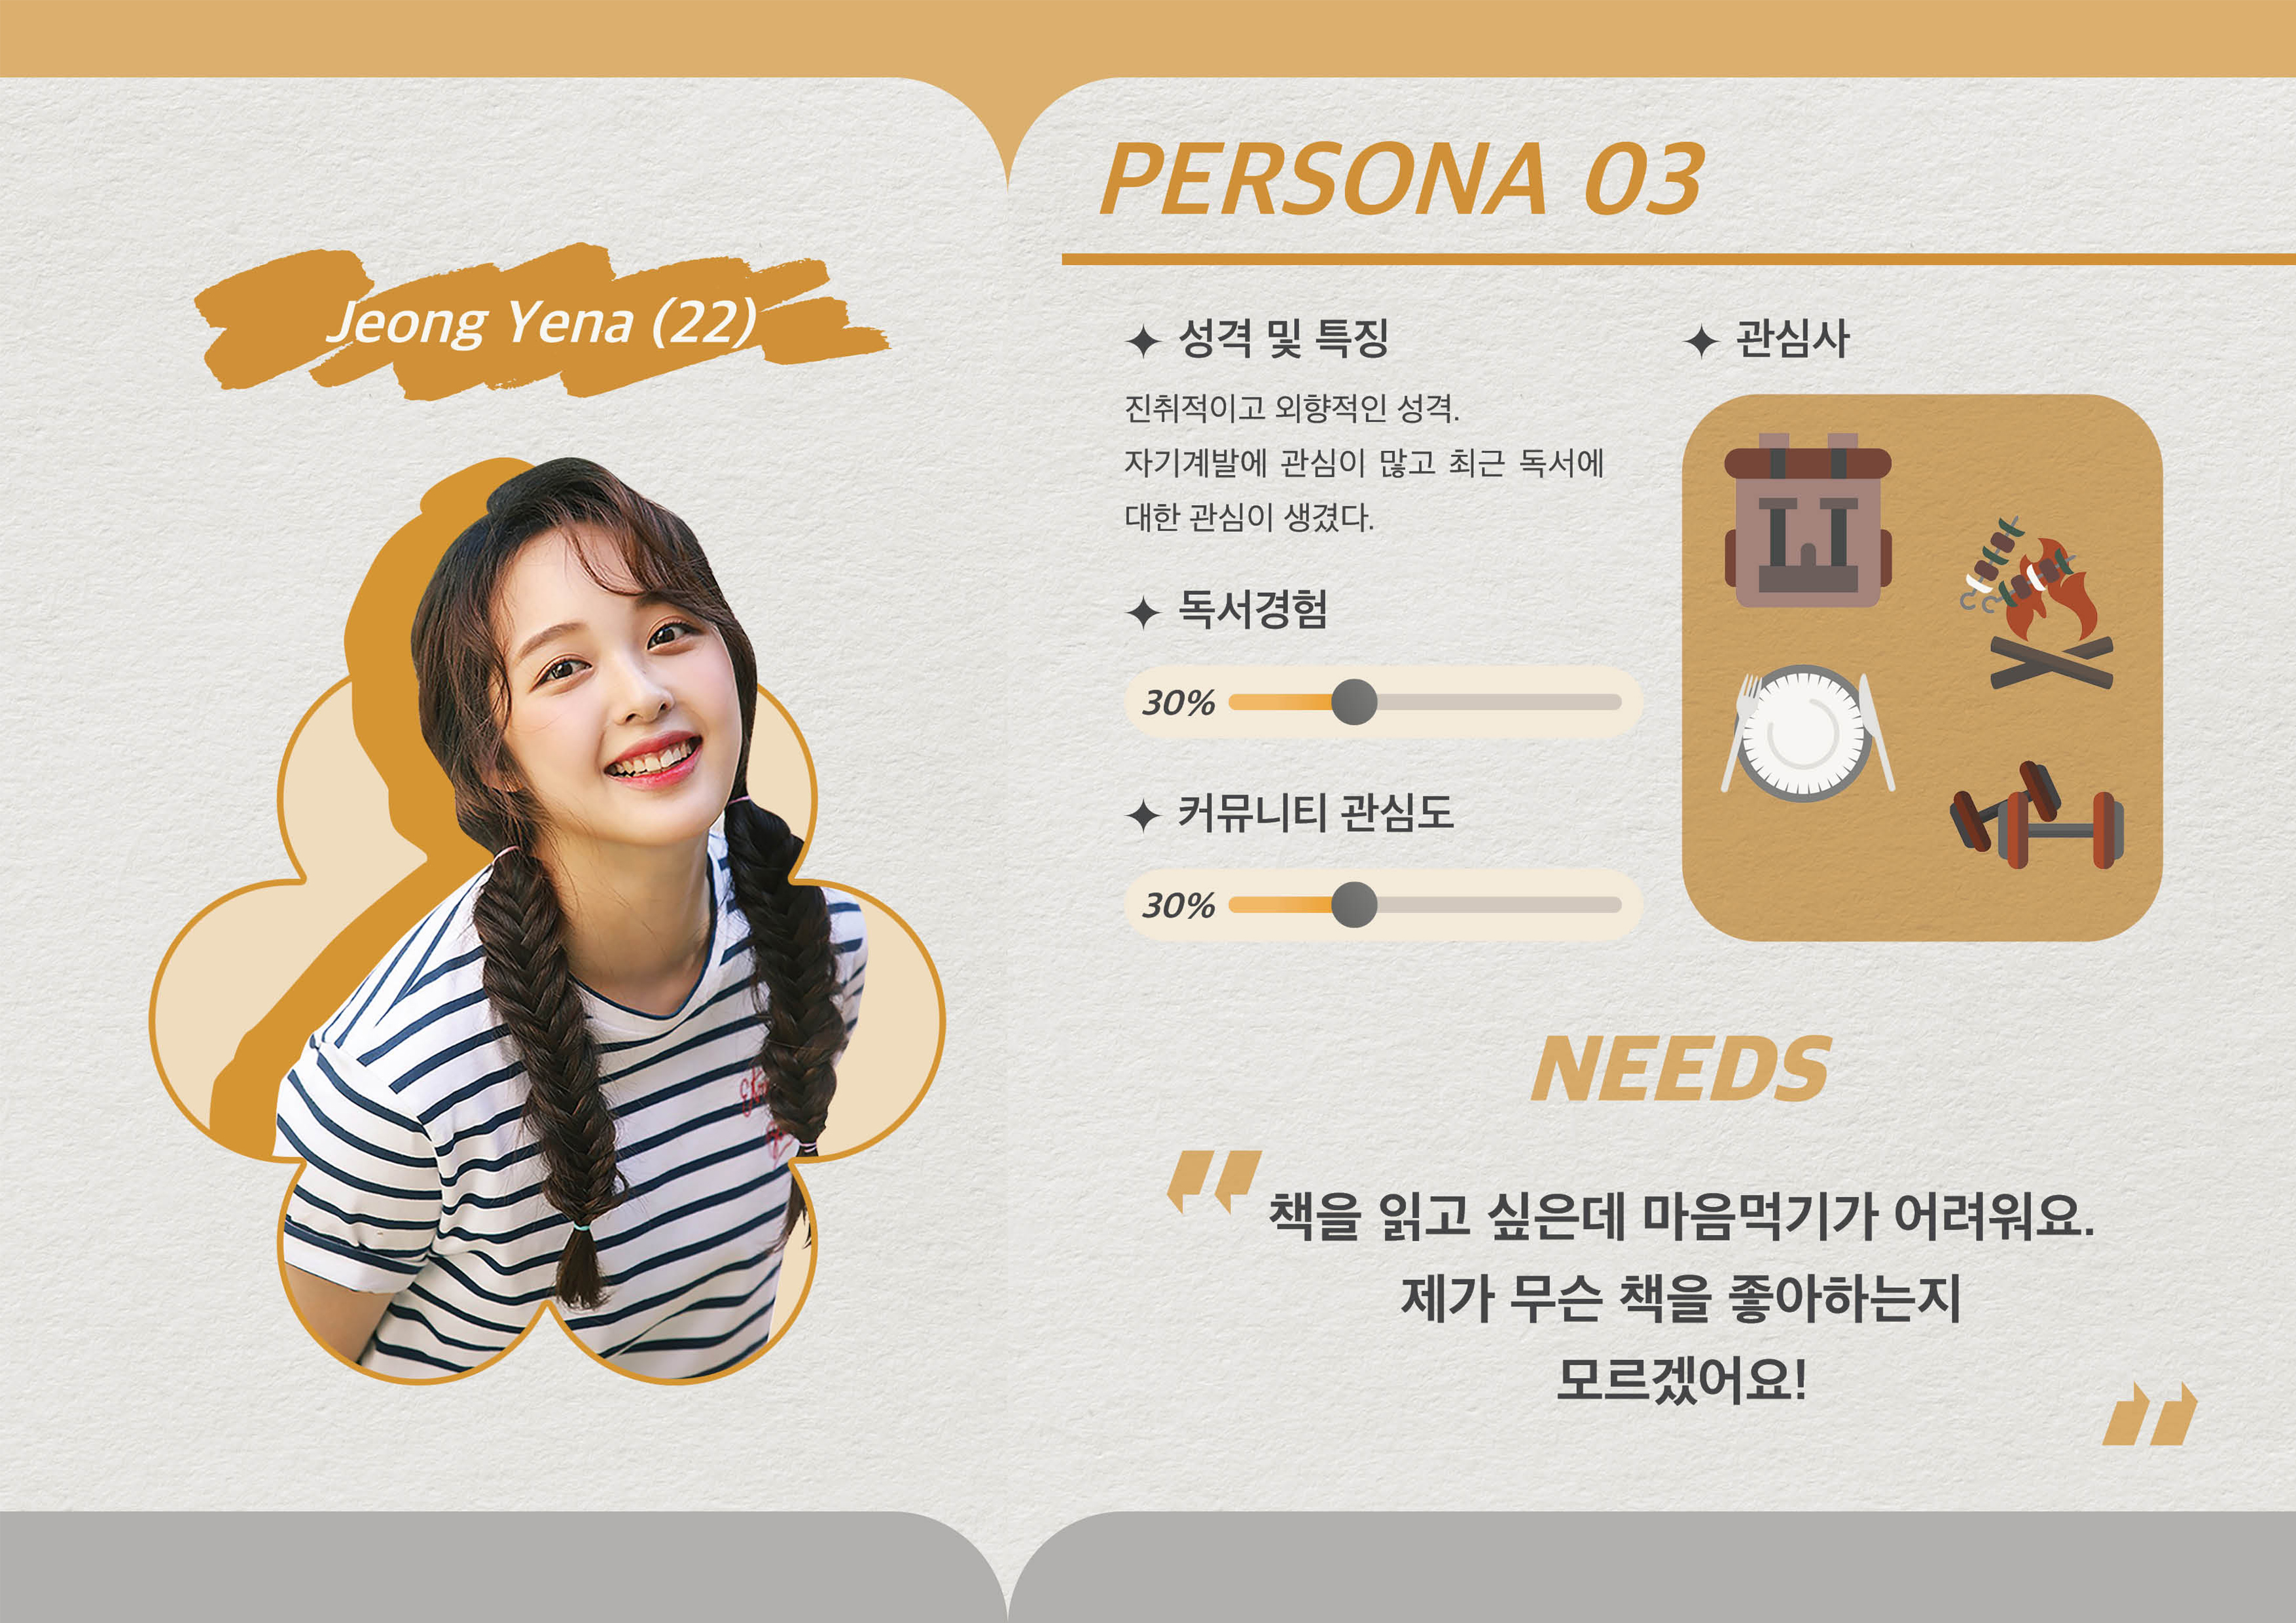 PERSONA 03
Jeong Yena (22)
성격 및 특징
진취적이고 외향적인 성격.
자기계발에 관심이 많고 최근 독서에
대한 관심이 생겼다.
독서경험
30%
커뮤니티 관심도
30%
관심사
NEEDS
“책을 읽고 싶은데 마음먹기가 어려워요.
제가 무슨 책을 좋아하는지
모르겠어요!”